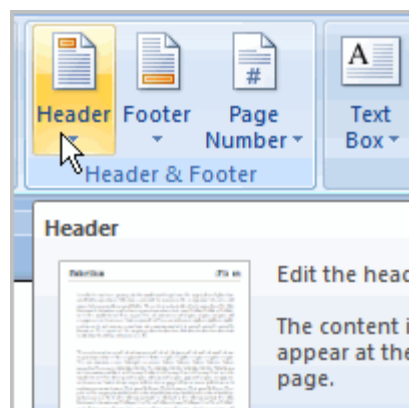 Header Footer Page Number
Text Box
Header & Footer
Header
Edit the head
The content i
appear at the
page.